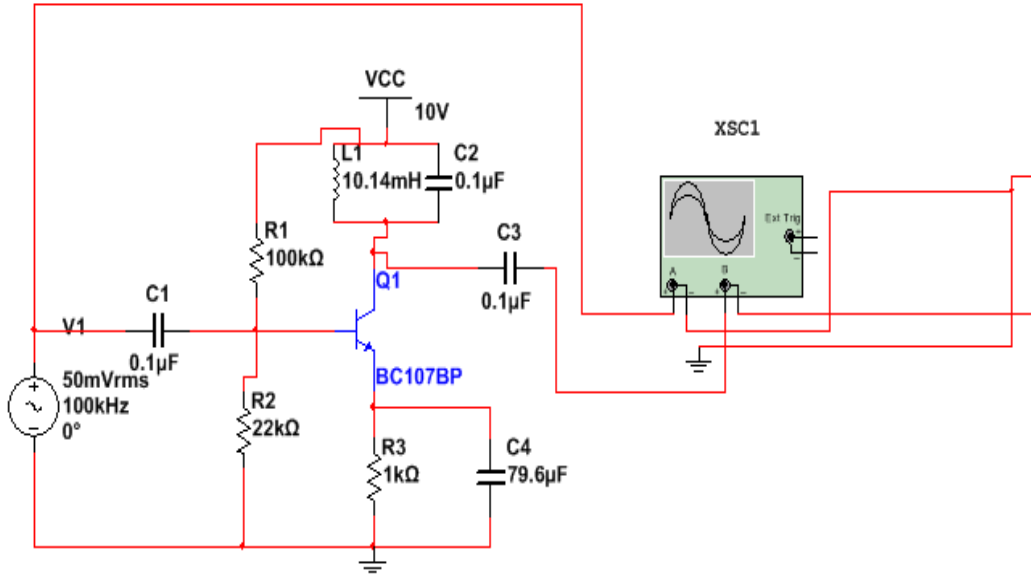 VCC
10V
XSC1
L1
10.14mH
C2
0.1µF
Ext Trig
+
−
R1
100kΩ
C3
0.1µF
A
B
+
−
+
−
Q1
C1
0.1µF
V1
BC107BP
50mVrms
100kHz
0°
R2
22kΩ
R3
1kΩ
C4
79.6µF